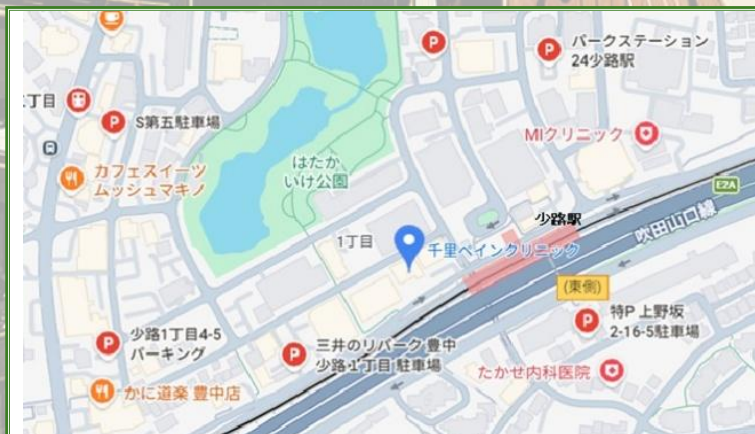 パークステーション
24少路駅
丁目
S第五駐車場
MIクリニック
カフェスイーツ
ムッシュマキノ
はたか
いけ公園
E2A
少路駅
吹田山口線
1丁目
千里ペインクリニック
(東側)
特P 上野坂
2-16-5駐車場
少路1丁目4-5
パーキング
三井のリパーク 豊中
少路1丁目 駐車場
たかせ内科医院
かに道楽 豊中店
P
P
P
P
P
P